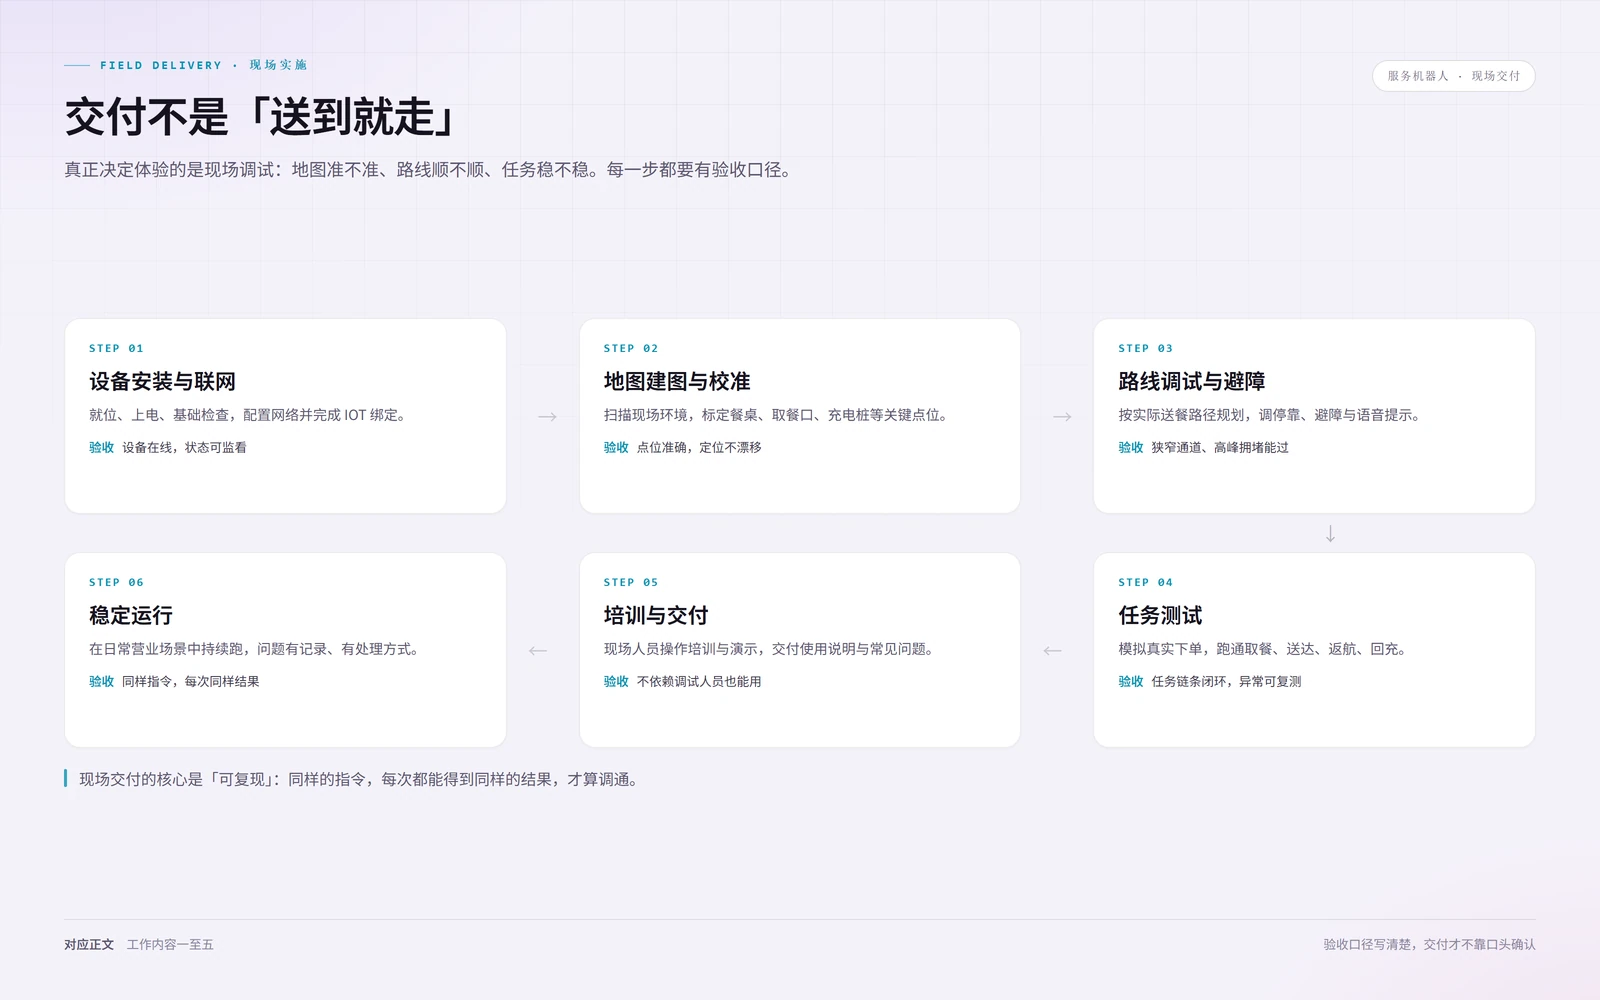 FIELD DELIVERY · 现场实施
服务机器人 · 现场交付
交付不是「送到就走」
真正决定体验的是现场调试：地图准不准、路线顺不顺、任务稳不稳。每一步都要有验收口径。
STEP 01
设备安装与联网
就位、上电、基础检查，配置网络并完成 IOT 绑定。
验收 设备在线，状态可监看
→
STEP 02
地图建图与校准
扫描现场环境，标定餐桌、取餐口、充电桩等关键点位。
验收 点位准确，定位不漂移
→
STEP 03
路线调试与避障
按实际送餐路径规划，调停靠、避障与语音提示。
验收 狭窄通道、高峰拥堵能过
↓
STEP 04
任务测试
模拟真实下单，跑通取餐、送达、返航、回充。
验收 任务链条闭环，异常可复测
←
STEP 05
培训与交付
现场人员操作培训与演示，交付使用说明与常见问题。
验收 不依赖调试人员也能用
←
STEP 06
稳定运行
在日常营业场景中持续跑，问题有记录、有处理方式。
验收 同样指令，每次同样结果
现场交付的核心是「可复现」：同样的指令，每次都能得到同样的结果，才算调通。
对应正文 工作内容一至五
验收口径写清楚，交付才不靠口头确认